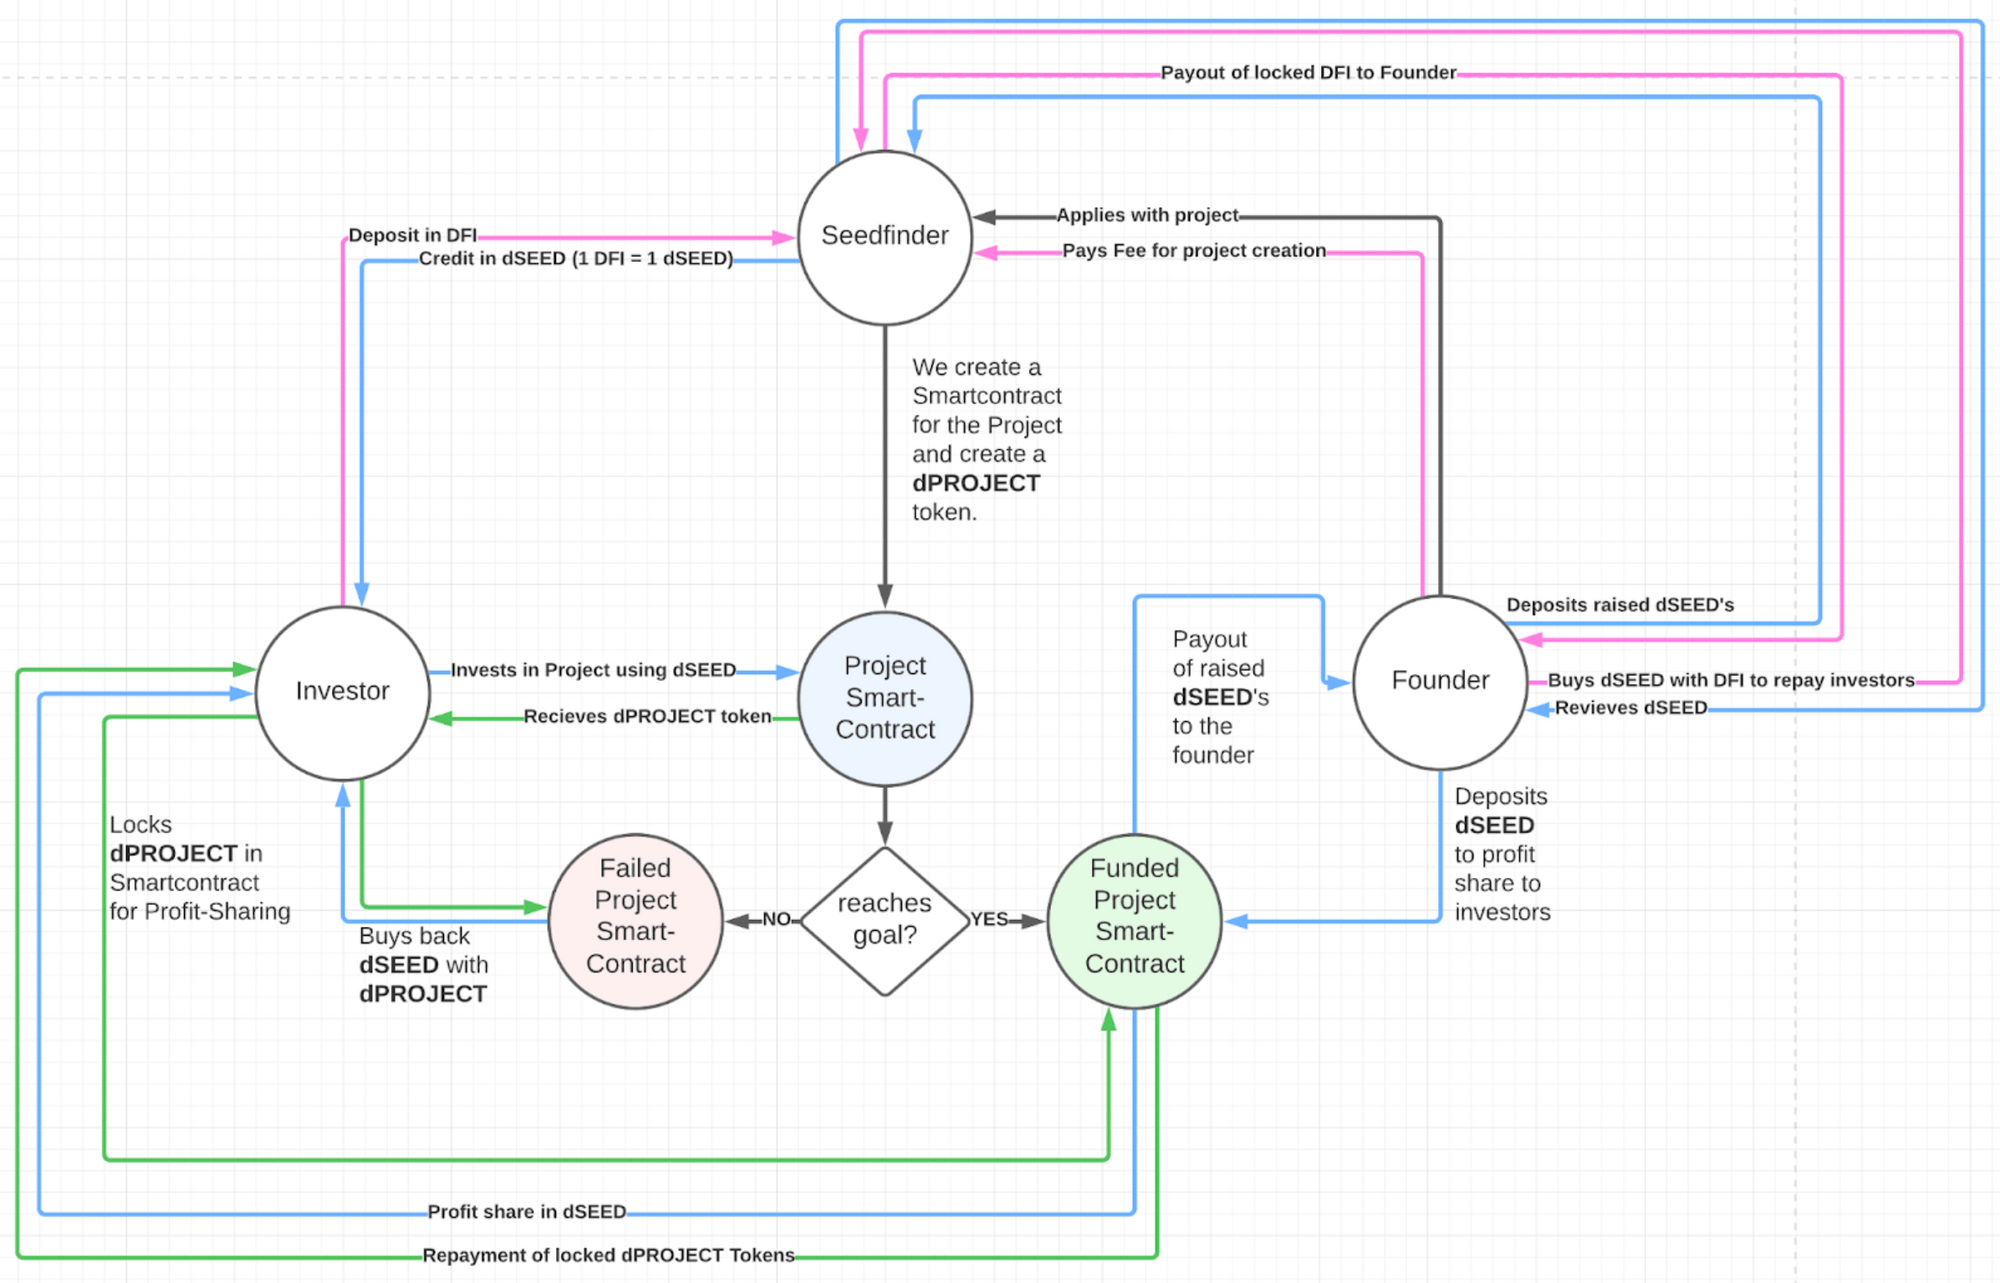 Payout of locked DFI to Founder
Seedfinder
Applies with project
Pays Fee for project creation
Deposit in DFI
Credit in dSEED (1 DFI = 1 dSEED)
We create a
Smartcontract
for the Project
and create a
dPROJECT
token.
Deposits raised dSEED's
Buys dSEED with DFI to repay investors
Revieves dSEED
Founder
Payout
of raised
dSEED's
to the
founder
Investor
Invests in Project using dSEED
Recieves dPROJECT token
Project
Smart-
Contract
Deposits
dSEED
to profit
share to
investors
Locks
dPROJECT in
Smartcontract
for Profit-Sharing
Buys back
dSEED with
dPROJECT
Failed
Project
Smart-
Contract
NO
reaches
goal?
YES
Funded
Project
Smart-
Contract
Profit share in dSEED
Repayment of locked dPROJECT Tokens